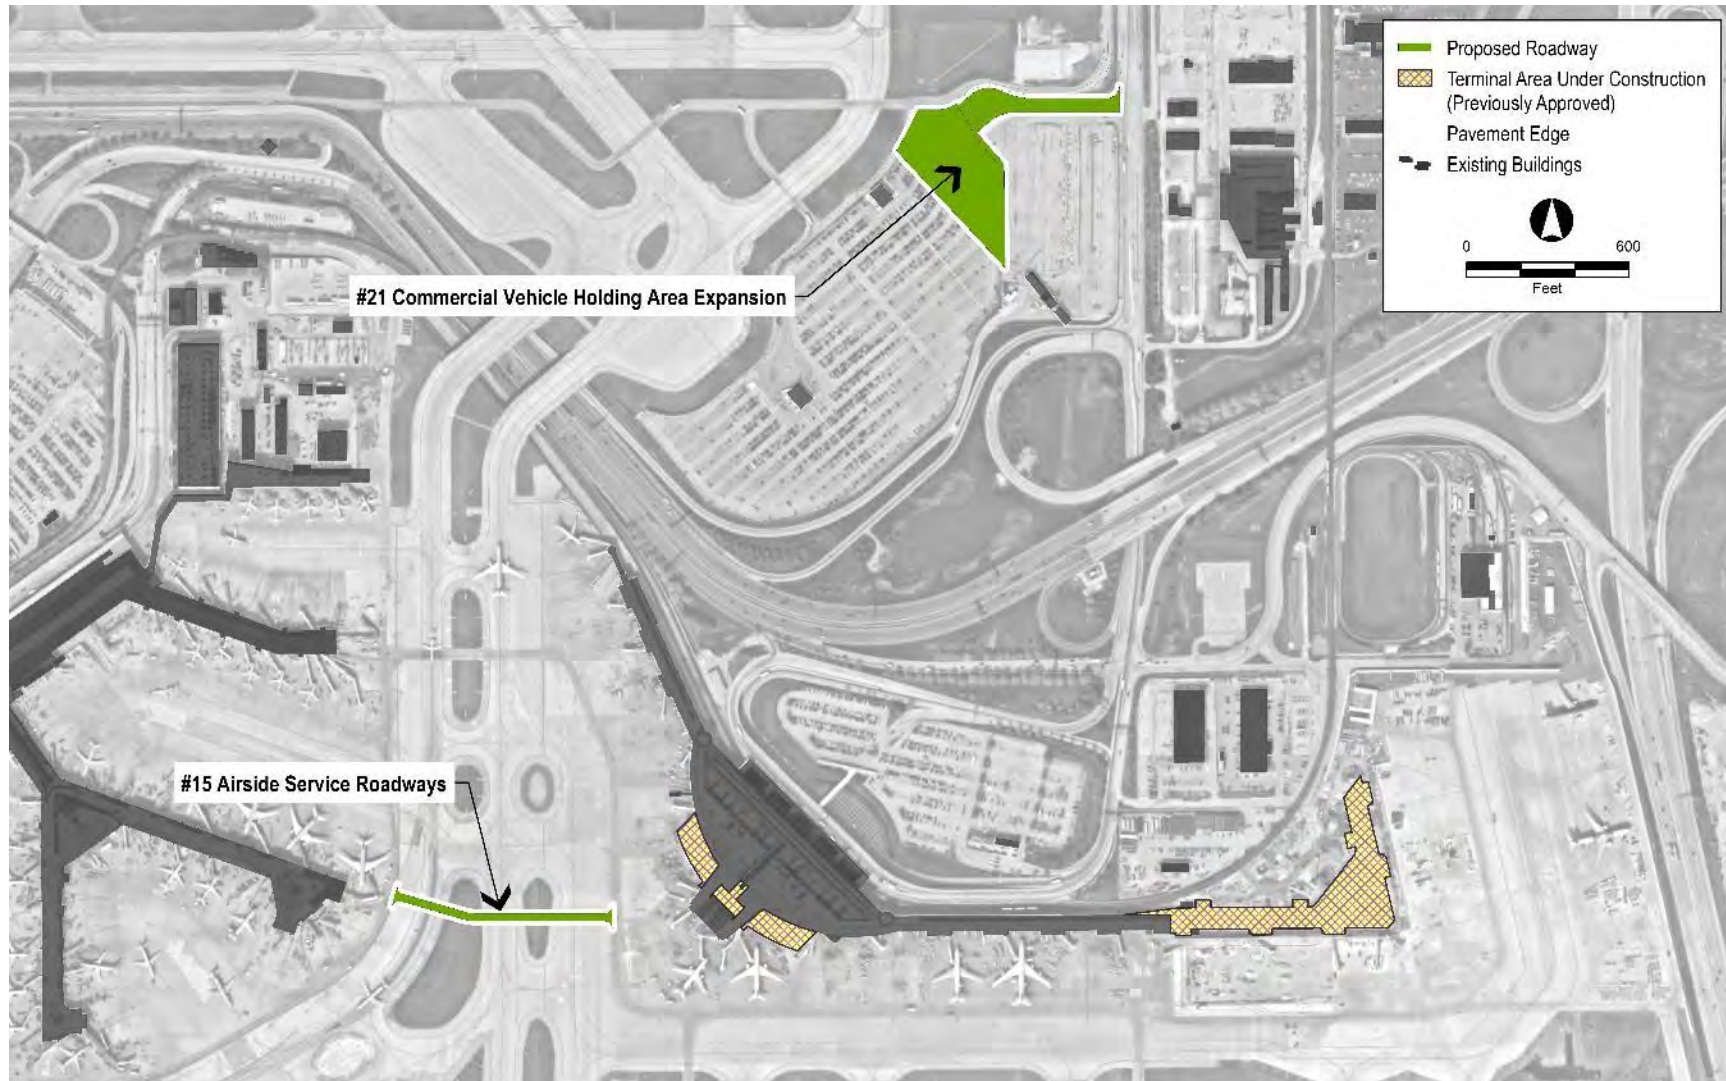 Proposed Roadway
Terminal Area Under Construction
(Previously Approved)
Pavement Edge
Existing Buildings
0 600
Feet
#21 Commercial Vehicle Holding Area Expansion
#15 Airside Service Roadways